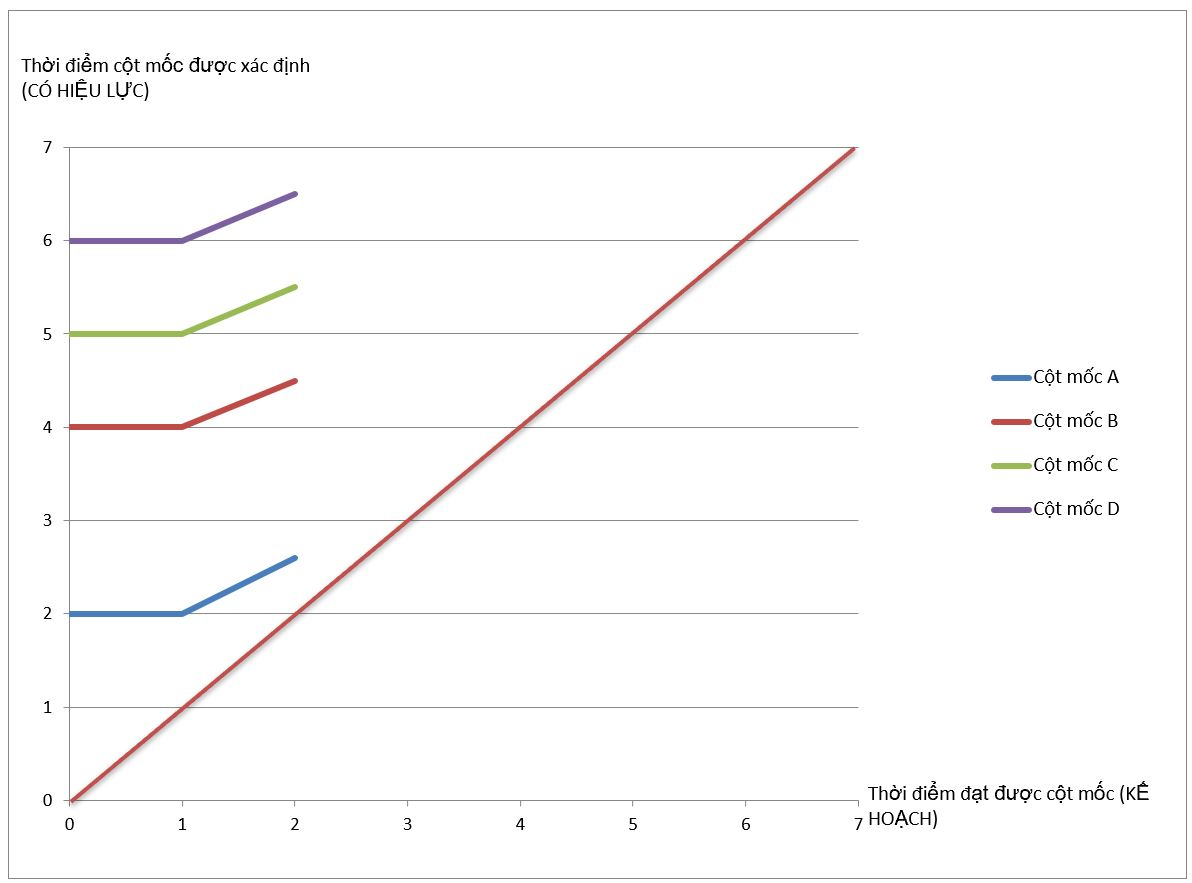 Thời điểm cột mốc được xác định
(CÓ HIỆU LỰC)
7
6
5
4
3
2
1
0
0 1 2 3 4 5 6 7
Thời điểm đạt được cột mốc (KẾ
HOẠCH)
Cột mốc A
Cột mốc B
Cột mốc C
Cột mốc D